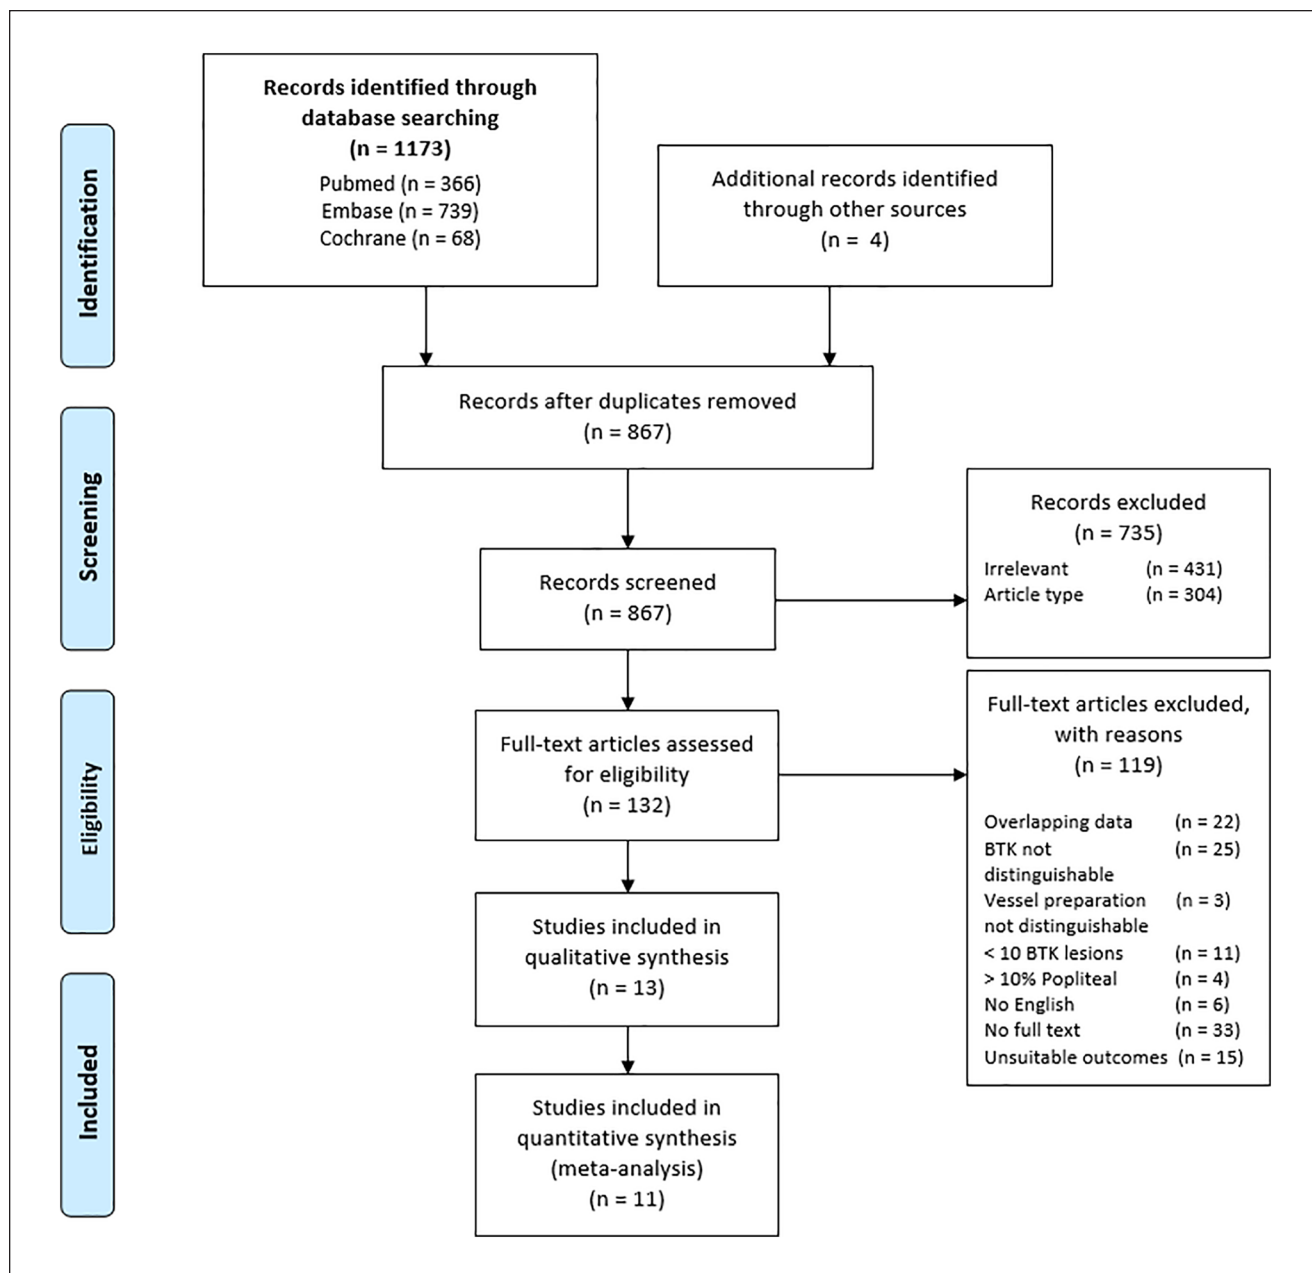 Identification
Records identified through
database searching
(n = 1173)
Pubmed (n = 366)
Embase (n = 739)
Cochrane (n = 68)
Additional records identified
through other sources
(n =  4)
Records after duplicates removed
(n = 867)
Screening
Records screened
(n = 867)
Records excluded
(n = 735)
Irrelevant (n = 431)
Article type (n = 304)
Eligibility
Full-text articles assessed
for eligibility
(n = 132)
Full-text articles excluded,
with reasons
(n = 119)
Overlapping data (n = 22)
BTK not (n = 25)
distinguishable
Vessel preparation (n = 3)
not distinguishable
< 10 BTK lesions (n = 11)
> 10% Popliteal (n = 4)
No English (n = 6)
No full text (n = 33)
Unsuitable outcomes (n = 15)
Studies included in
qualitative synthesis
(n = 13)
Included
Studies included in
quantitative synthesis
(meta-analysis)
(n = 11)